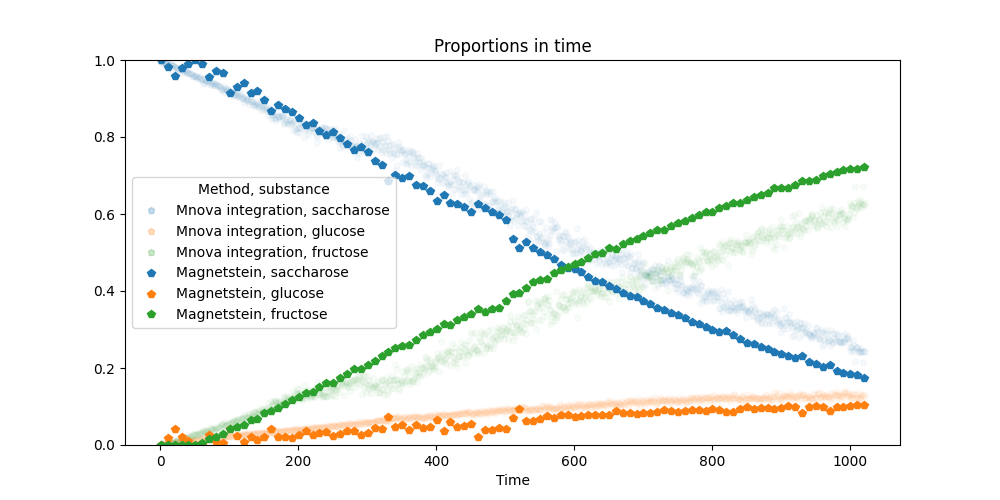 Proportions in time
1.0
0.8
0.6
0.4
0.2
0.0
Method, substance
Mnova integration, saccharose
Mnova integration, glucose
Mnova integration, fructose
Magnetstein, saccharose
Magnetstein, glucose
Magnetstein, fructose
0 200 400 600 800 1000
Time